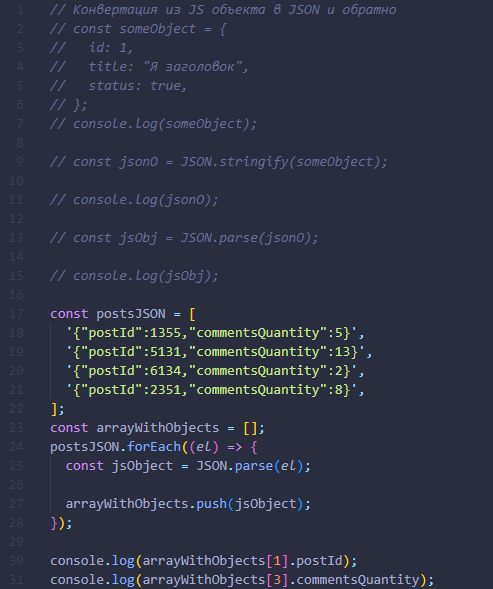 1 // Конвертация из JS объекта в JSON и обратно
2 // const someObject = {
3 //   id: 1,
4 //   title: "Я заголовок",
5 //   status: true,
6 // };
7 // console.log(someObject);
8
9 // const jsonO = JSON.stringify(someObject);
10
11 // console.log(jsonO);
12
13 // const jsObj = JSON.parse(jsonO);
14
15 // console.log(jsObj);
16
17 const postsJSON = [
18   '{"postId":1355,"commentsQuantity":5}',
19   '{"postId":5131,"commentsQuantity":13}',
20   '{"postId":6134,"commentsQuantity":2}',
21   '{"postId":2351,"commentsQuantity":8}',
22 ];
23 const arrayWithObjects = [];
24 postsJSON.forEach((el) => {
25   const jsObject = JSON.parse(el);
26
27   arrayWithObjects.push(jsObject);
28 });
29
30 console.log(arrayWithObjects[1].postId);
31 console.log(arrayWithObjects[3].commentsQuantity);